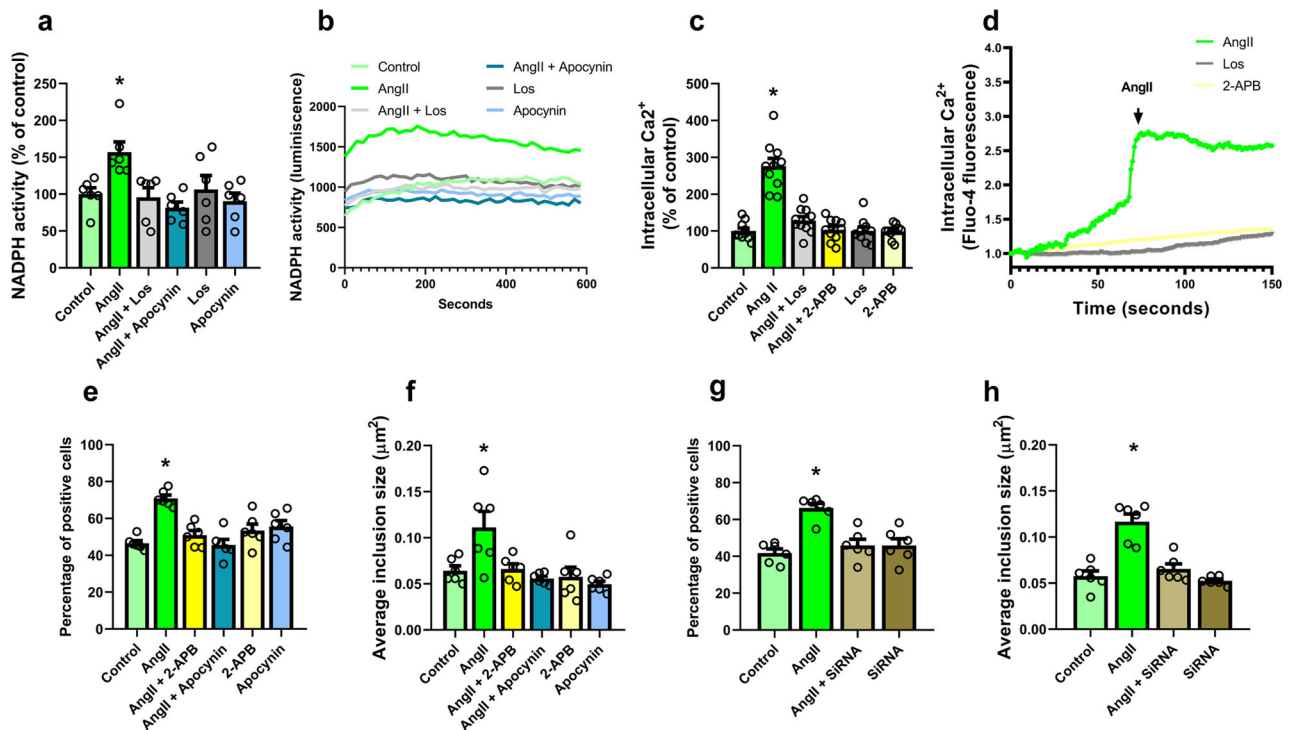 a
NADPH activity (% of control)
250
200
150
100
50
0
*
Control
AngII
AngII + Los
AngII + Apocynin
Los
Apocynin
b
Control
AngII
AngII + Los
AngII + Apocynin
Los
Apocynin
NADPH activity (luminiscence)
2000
1500
1000
500
0
0
200
400
600
Seconds
c
Intracellular Ca2+
(% of control)
500
400
300
200
100
0
*
Control
Ang II
AngII + Los
AngII + 2-APB
Los
2-APB
d
AngII
Los
2-APB
AngII
Intracellular Ca2+
(Fluo-4 fluorescence)
4.0
3.5
3.0
2.5
2.0
1.5
1.0
0
50
100
150
Time (seconds)
e
Percentage of positive cells
100
80
60
40
20
0
*
Control
AngII
AngII + 2-APB
AngII + Apocynin
2-APB
Apocynin
f
Average inclusion size (µm2)
0.20
0.15
0.10
0.05
0.00
*
Control
AngII
AngII + 2-APB
AngII + Apocynin
2-APB
Apocynin
g
Percentage of positive cells
100
80
60
40
20
0
*
Control
AngII
AngII + SiRNA
SiRNA
h
Average inclusion size (µm2)
0.20
0.15
0.10
0.05
0.00
*
Control
AngII
AngII + SiRNA
SiRNA